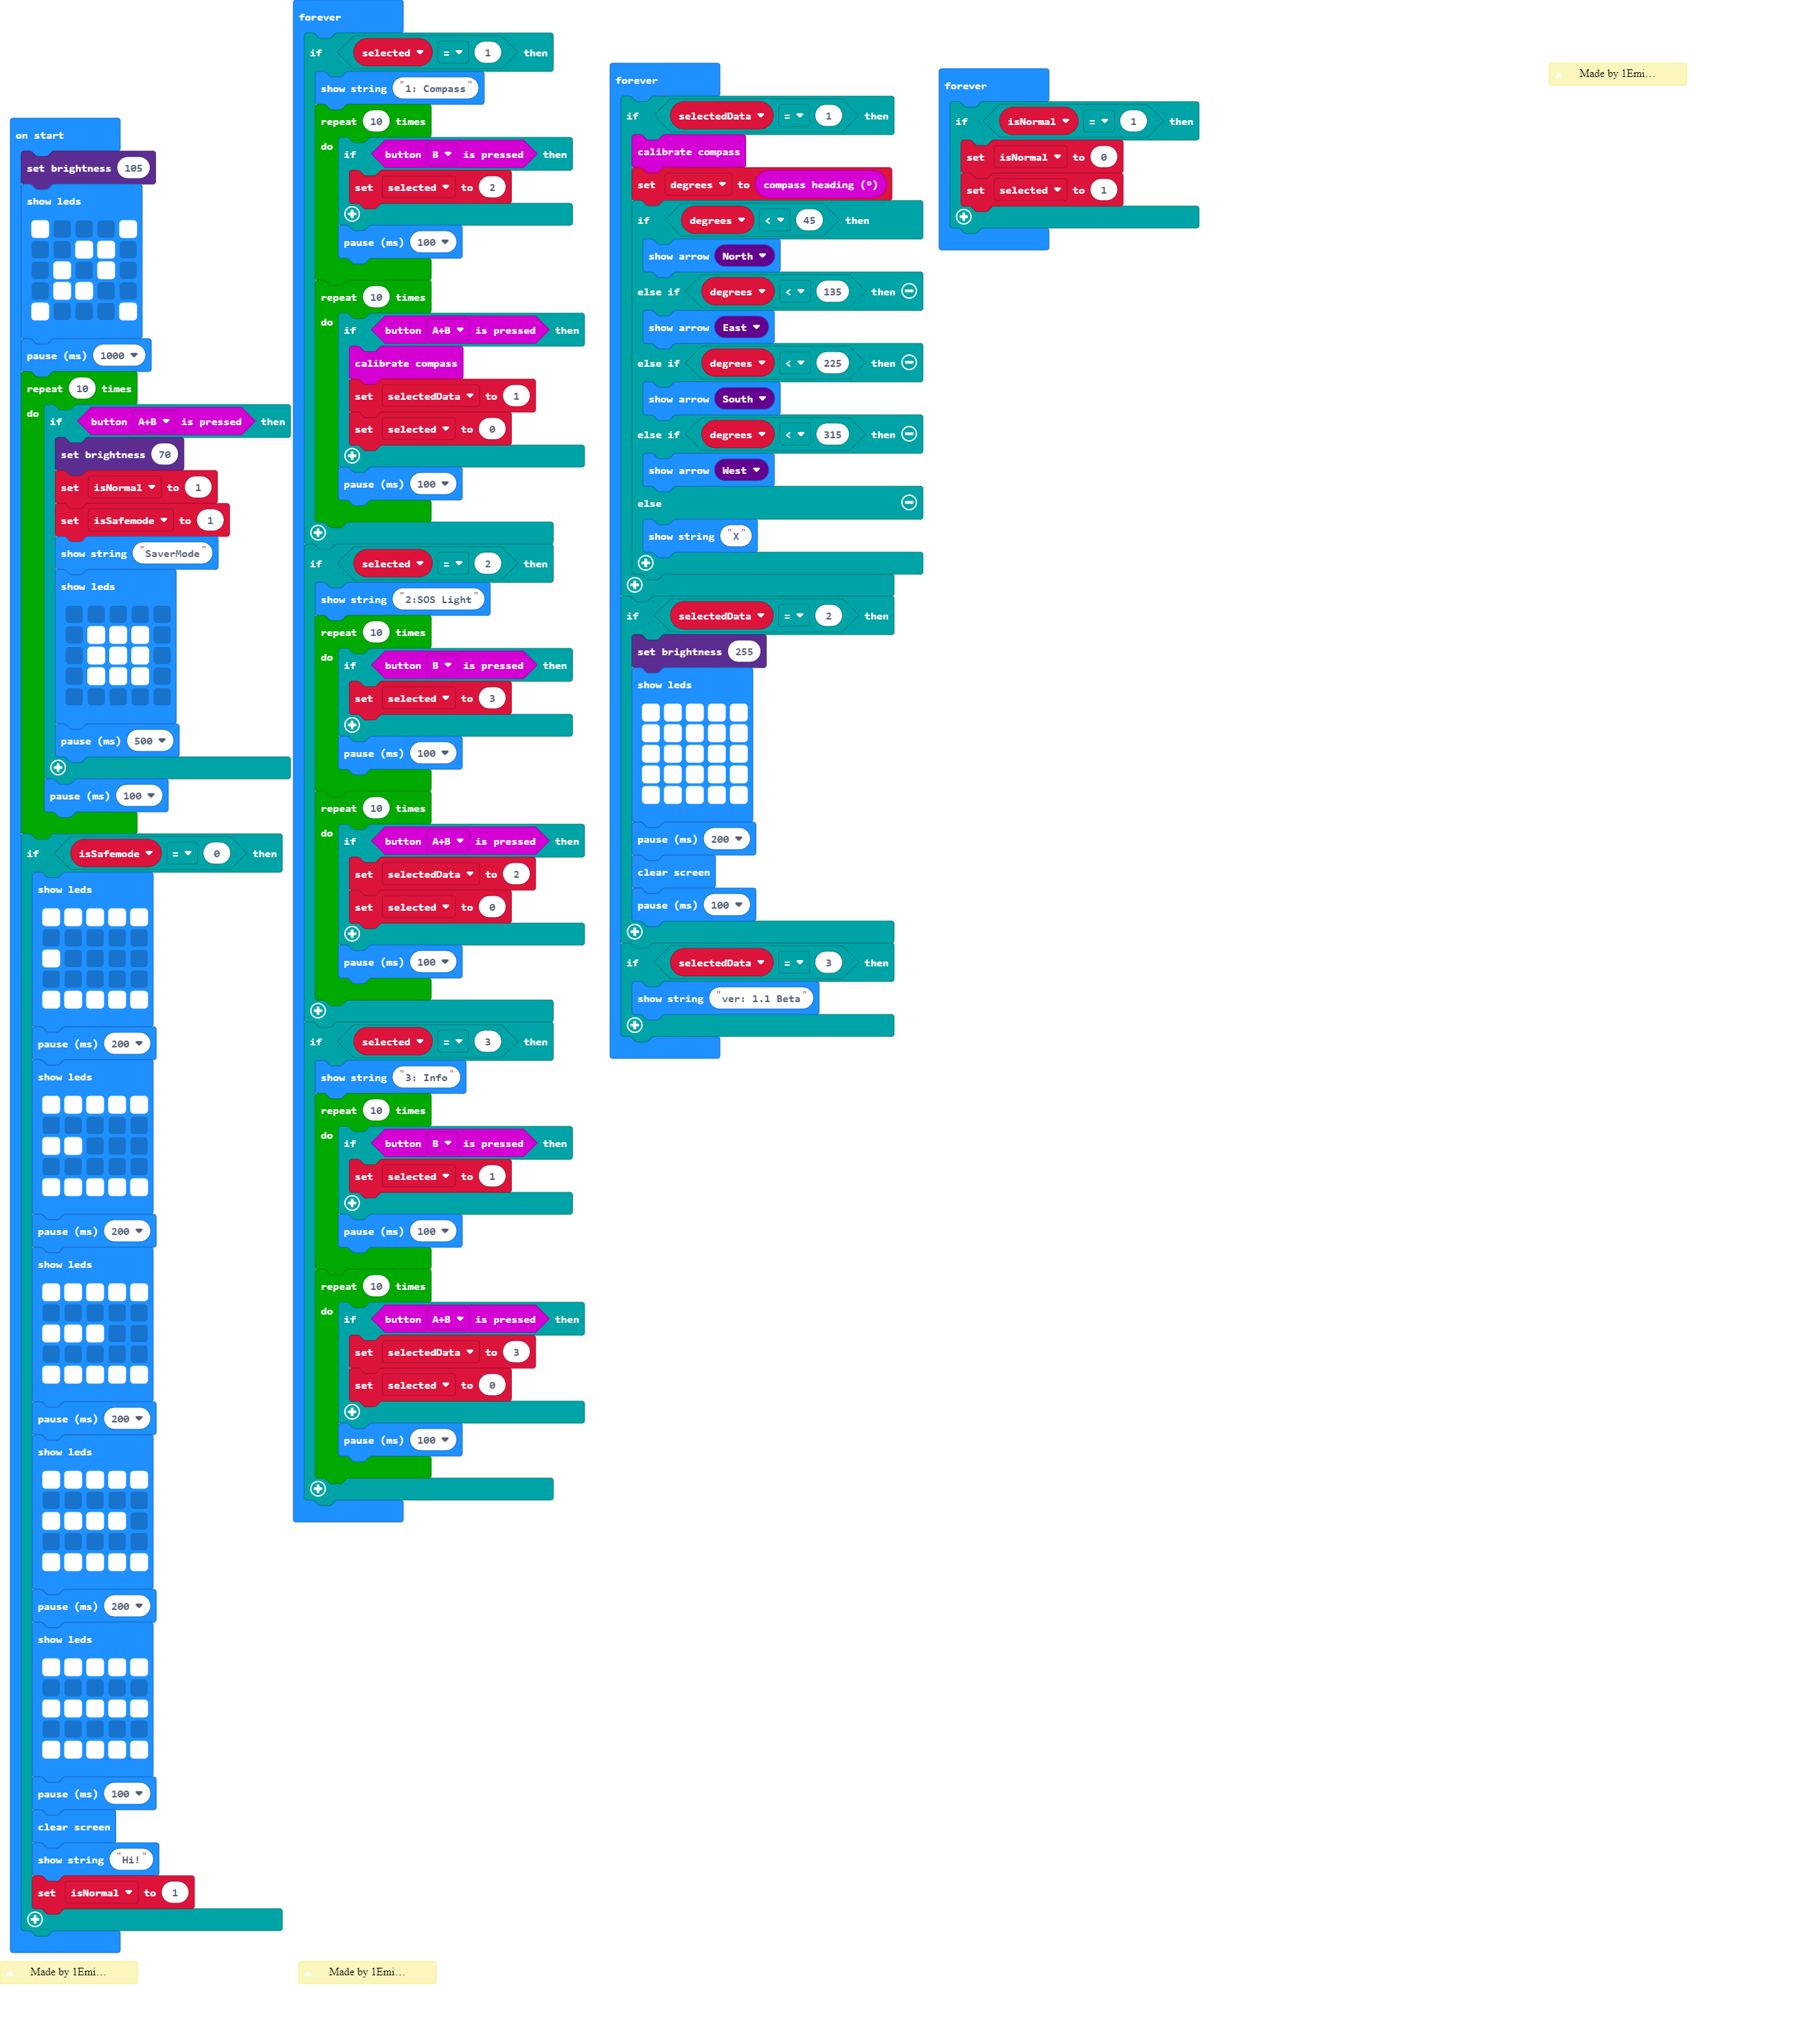 on start
set brightness 105
show leds
pause (ms) 1000
repeat 10 times
do if button A+B is pressed then
set brightness 70
set isNormal to 1
set isSafemode to 1
show string "SaverMode"
show leds
pause (ms) 500
pause (ms) 100
if isSafemode = 0 then
show leds
pause (ms) 200
show leds
pause (ms) 200
show leds
pause (ms) 200
show leds
pause (ms) 200
show leds
pause (ms) 100
clear screen
show string "Hi!"
set isNormal to 1
Made by 1Emi…
forever
if selected = 1 then
show string "1: Compass"
repeat 10 times
do if button B is pressed then
set selected to 2
pause (ms) 100
repeat 10 times
do if button A+B is pressed then
calibrate compass
set selectedData to 1
set selected to 0
pause (ms) 100
if selected = 2 then
show string "2:SOS Light"
repeat 10 times
do if button B is pressed then
set selected to 3
pause (ms) 100
repeat 10 times
do if button A+B is pressed then
set selectedData to 2
set selected to 0
pause (ms) 100
if selected = 3 then
show string "3: Info"
repeat 10 times
do if button B is pressed then
set selected to 1
pause (ms) 100
repeat 10 times
do if button A+B is pressed then
set selectedData to 3
set selected to 0
pause (ms) 100
Made by 1Emi…
forever
if selectedData = 1 then
calibrate compass
set degrees to compass heading (º)
if degrees < 45 then
show arrow North
else if degrees < 135 then
show arrow East
else if degrees < 225 then
show arrow South
else if degrees < 315 then
show arrow West
else
show string "X"
if selectedData = 2 then
set brightness 255
show leds
pause (ms) 200
clear screen
pause (ms) 100
if selectedData = 3 then
show string "ver: 1.1 Beta"
forever
if isNormal = 1 then
set isNormal to 0
set selected to 1
Made by 1Emi…